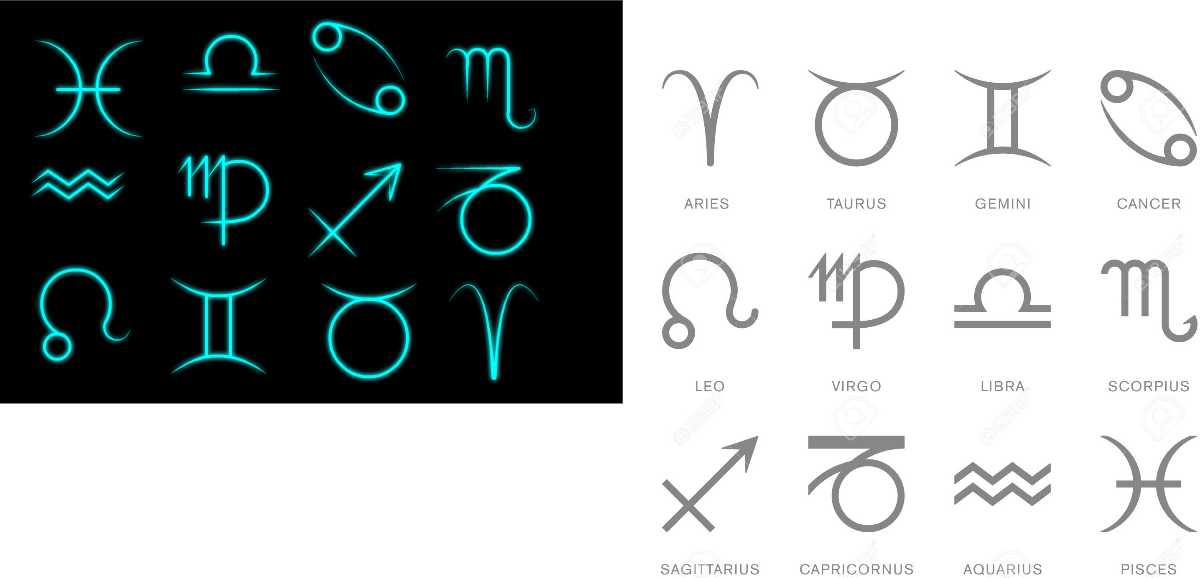 ARIES TAURUS GEMINI CANCER
LEO VIRGO LIBRA SCORPIUS
SAGITTARIUS CAPRICORNUS AQUARIUS PISCES